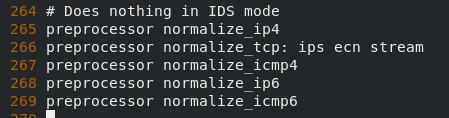 264 # Does nothing in IDS mode
265 preprocessor normalize_ip4
266 preprocessor normalize_tcp: ips ecn stream
267 preprocessor normalize_icmp4
268 preprocessor normalize_ip6
269 preprocessor normalize_icmp6